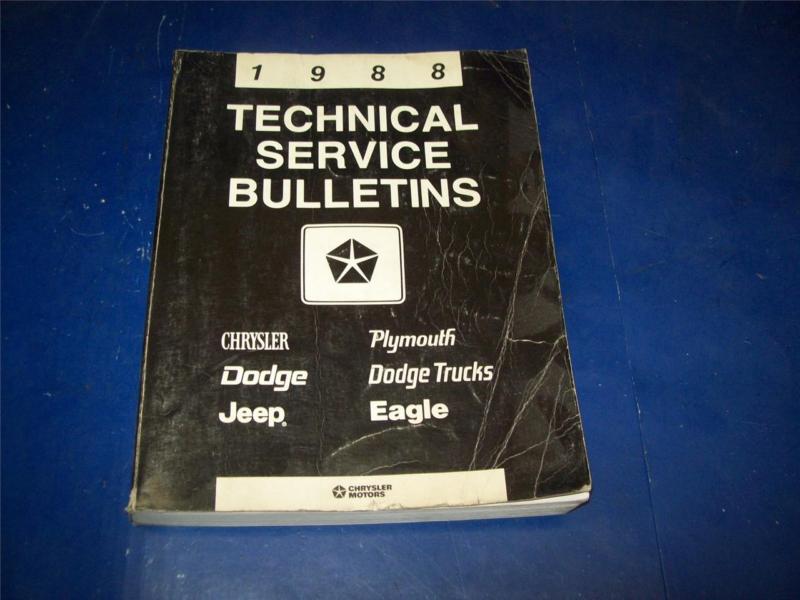 1 9 8 8
TECHNICAL
SERVICE
BULLETINS
CHRYSLER Plymouth
Dodge Dodge Trucks
Jeep® Eagle
CHRYSLER
MOTORS